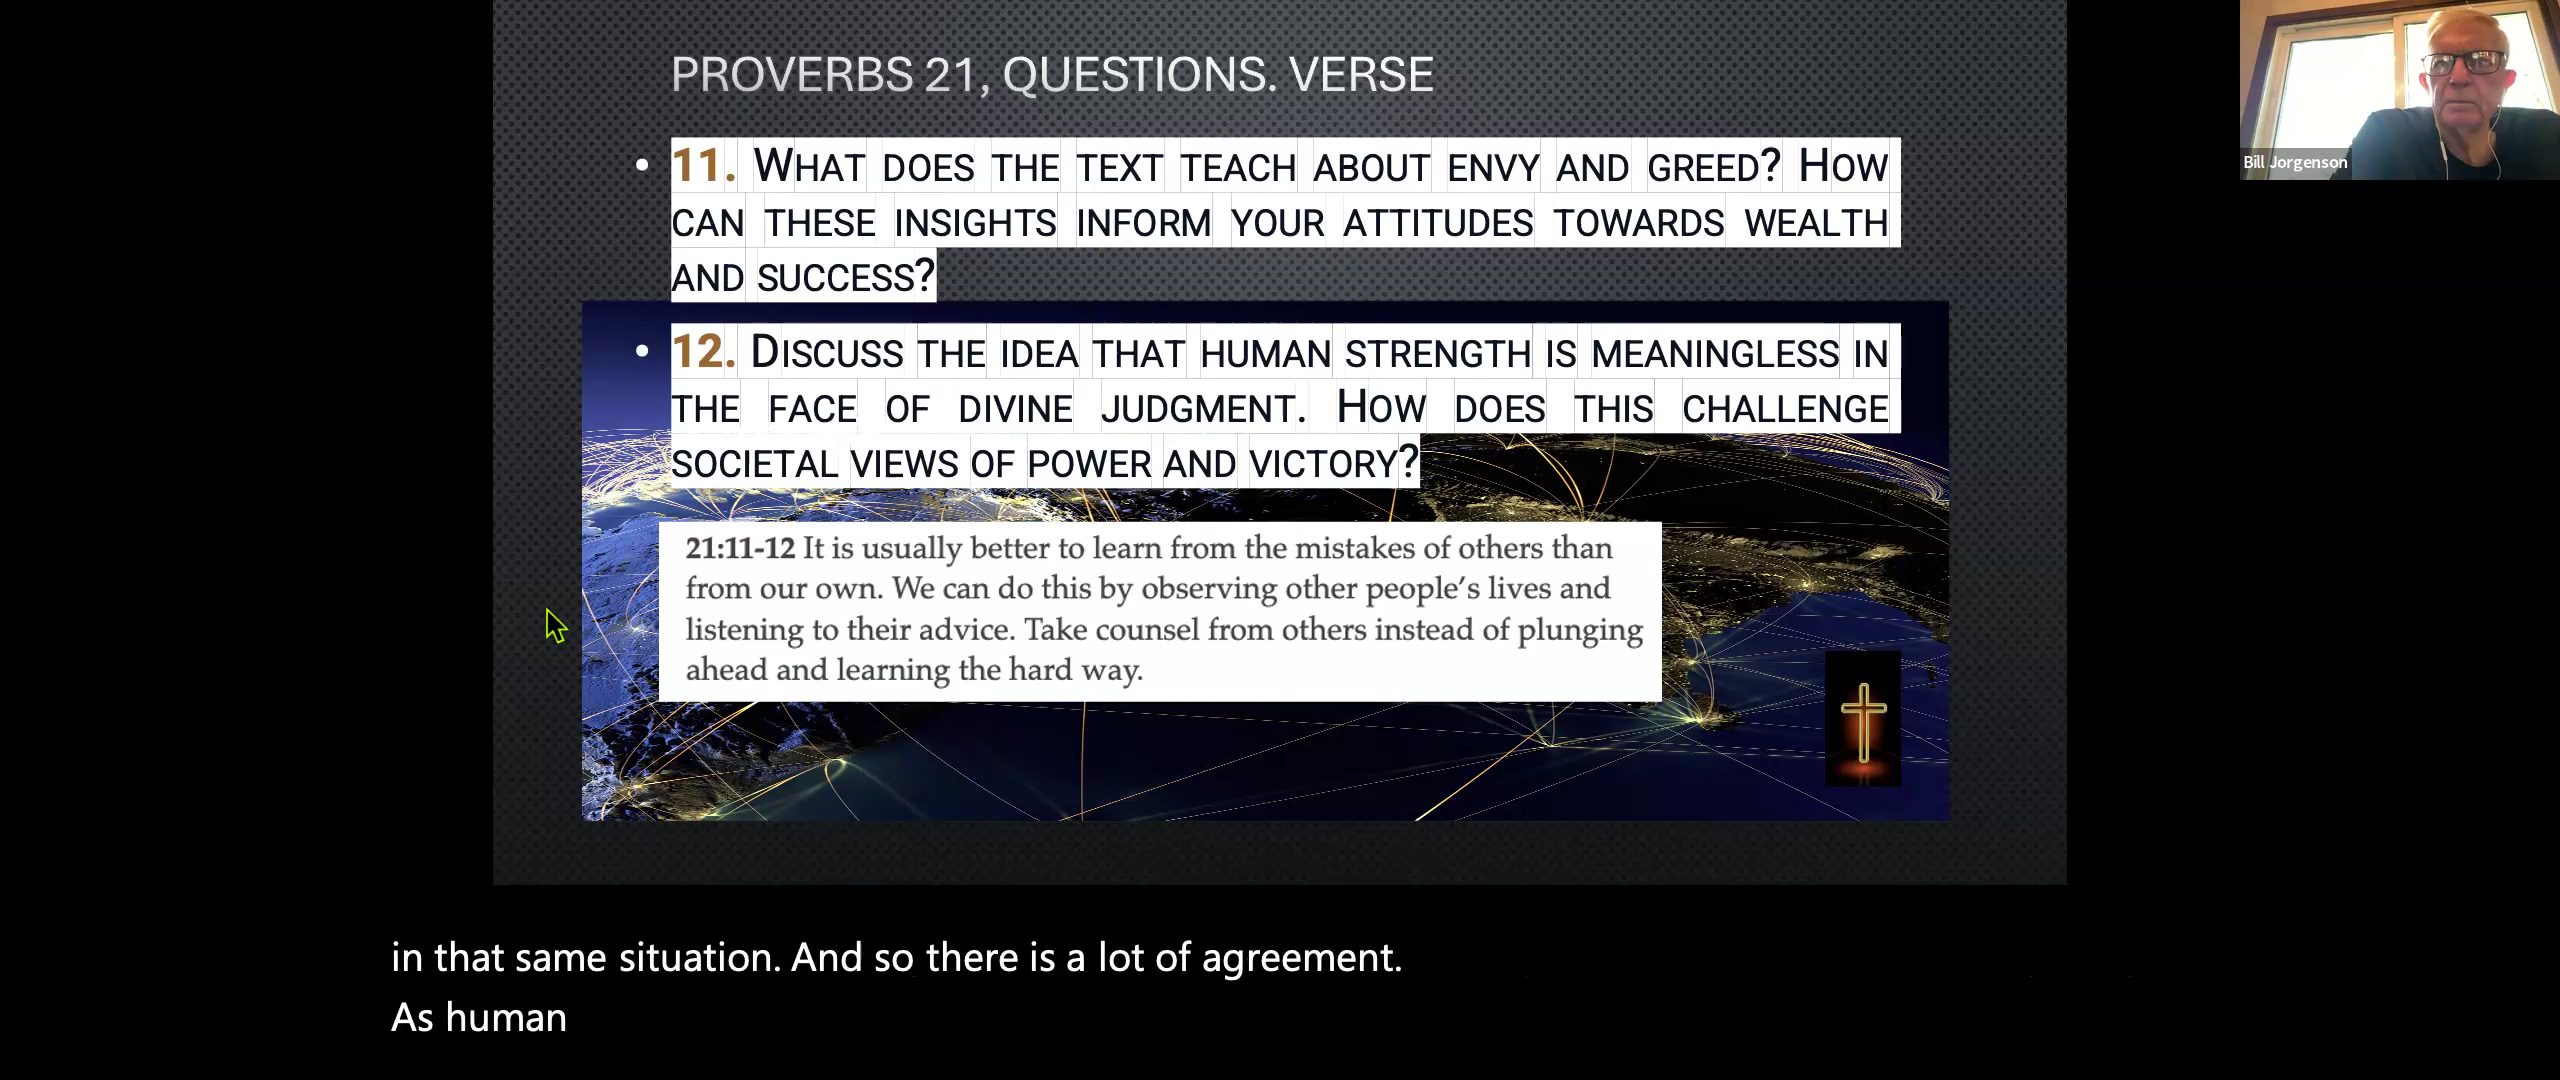 PROVERBS 21, QUESTIONS. VERSE
• 11. WHAT DOES THE TEXT TEACH ABOUT ENVY AND GREED? HOW
CAN THESE INSIGHTS INFORM YOUR ATTITUDES TOWARDS WEALTH
AND SUCCESS?
• 12. DISCUSS THE IDEA THAT HUMAN STRENGTH IS MEANINGLESS IN
THE FACE OF DIVINE JUDGMENT. HOW DOES THIS CHALLENGE
SOCIETAL VIEWS OF POWER AND VICTORY?
21:11-12 It is usually better to learn from the mistakes of others than
from our own. We can do this by observing other people’s lives and
listening to their advice. Take counsel from others instead of plunging
ahead and learning the hard way.
Bill Jorgenson
in that same situation. And so there is a lot of agreement.
As human